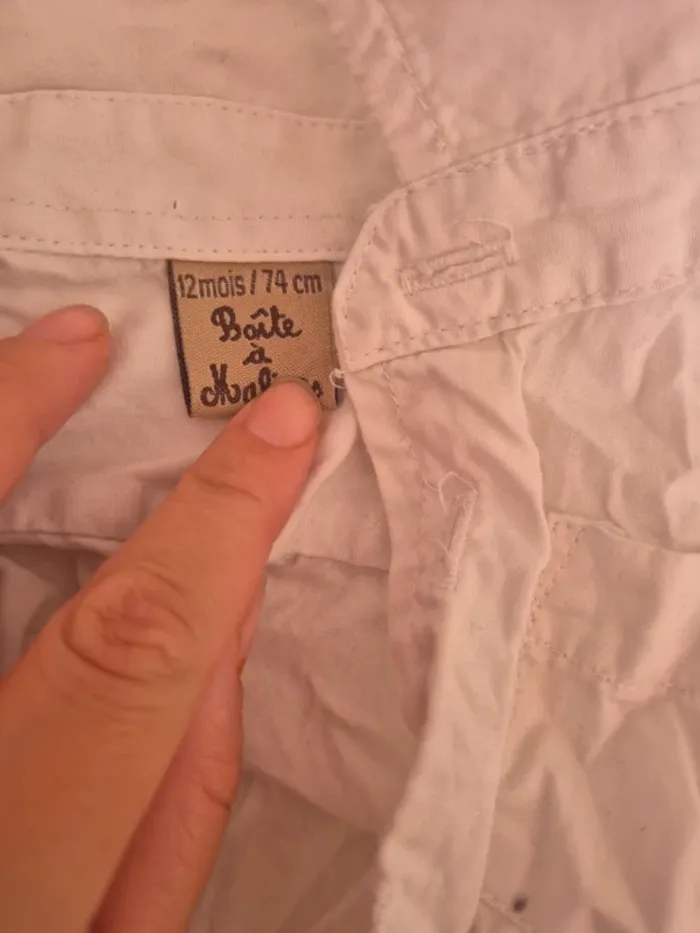 12mois / 74 cm
Boîte
à